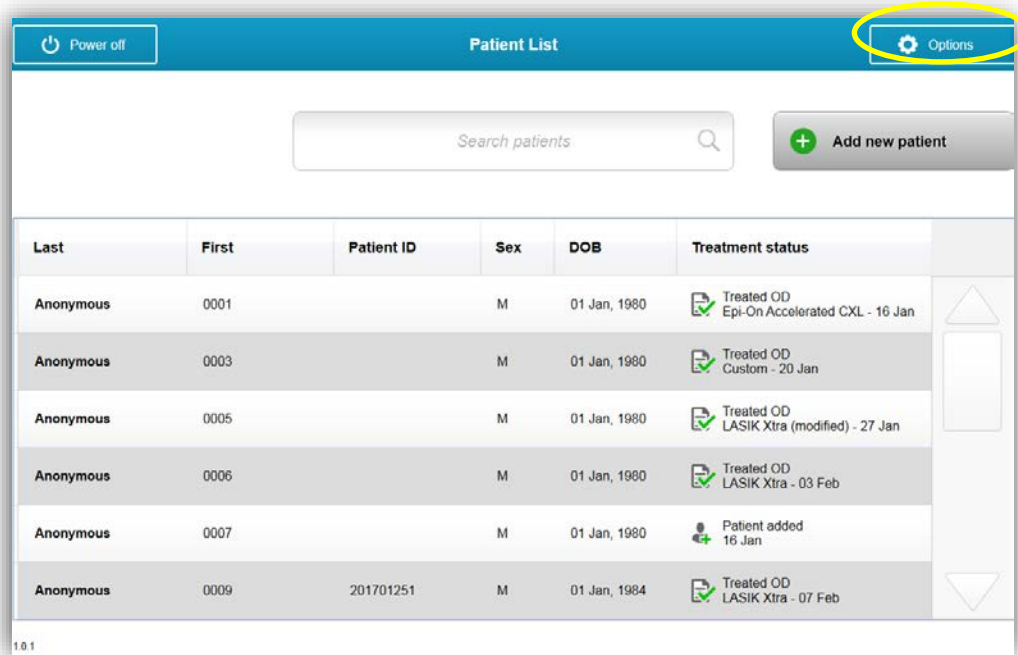 Power off
Patient List
Options
Search patients
Add new patient
Last First Patient ID Sex DOB Treatment status
Anonymous 0001 M 01 Jan, 1980 Treated OD
Epi-On Accelerated CXL - 16 Jan
Anonymous 0003 M 01 Jan, 1980 Treated OD
Custom - 20 Jan
Anonymous 0005 M 01 Jan, 1980 Treated OD
LASIK Xtra (modified) - 27 Jan
Anonymous 0006 M 01 Jan, 1980 Treated OD
LASIK Xtra - 03 Feb
Anonymous 0007 M 01 Jan, 1980 Patient added
16 Jan
Anonymous 0009 201701251 M 01 Jan, 1984 Treated OD
LASIK Xtra - 07 Feb
1.0.1